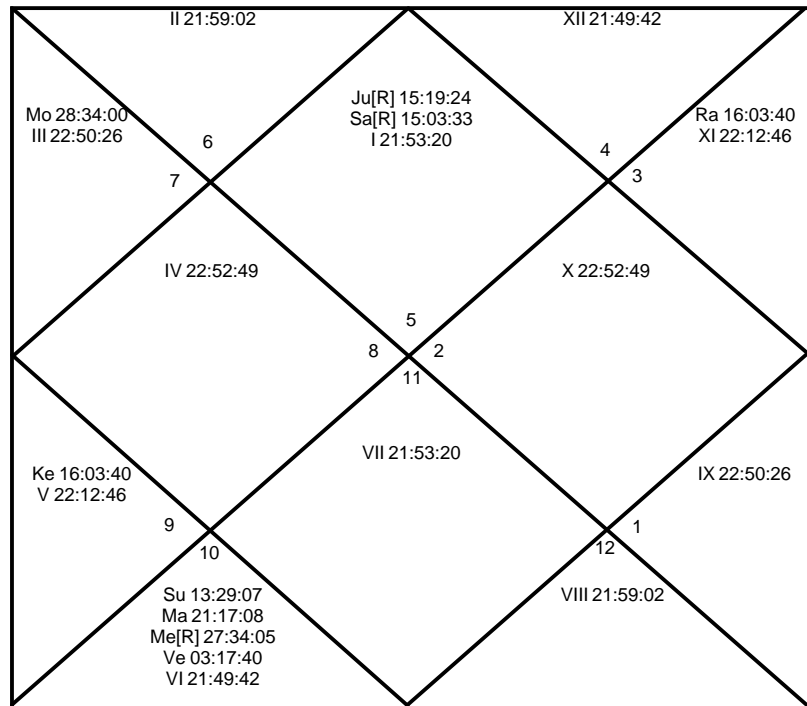 II 21:59:02
XII 21:49:42
Mo 28:34:00
III 22:50:26
Ju[R] 15:19:24
Sa[R] 15:03:33
I 21:53:20
Ra 16:03:40
XI 22:12:46
6
4
7
3
IV 22:52:49
X 22:52:49
5
8
2
11
VII 21:53:20
Ke 16:03:40
V 22:12:46
IX 22:50:26
9
1
10
12
Su 13:29:07
Ma 21:17:08
Me[R] 27:34:05
Ve 03:17:40
VI 21:49:42
VIII 21:59:02